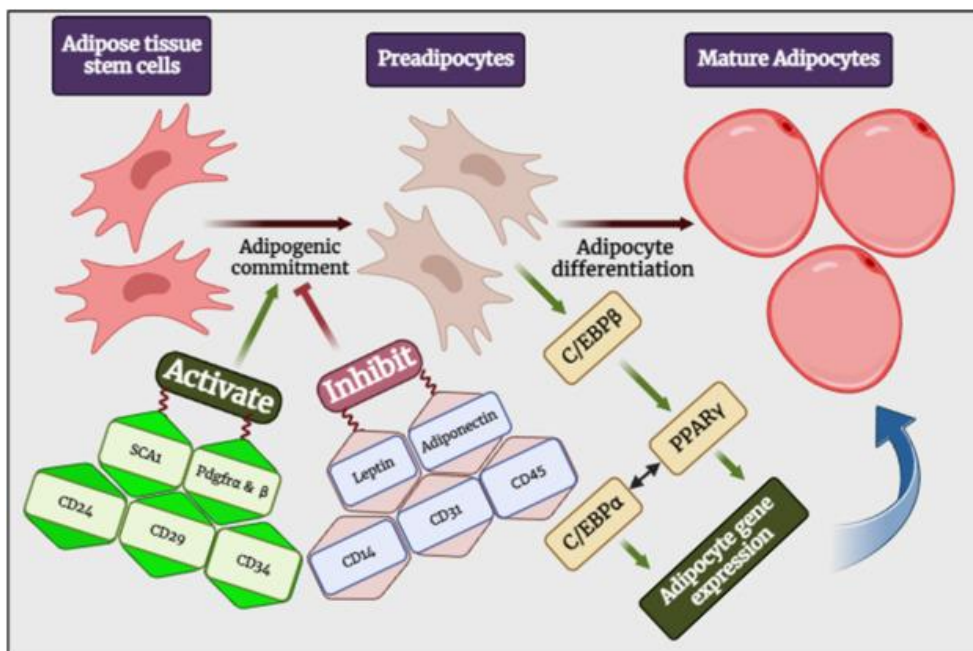 Adipose tissue
stem cells
Preadipocytes
Mature Adipocytes
Adipogenic
commitment
Adipocyte
differentiation
Activate
SCA1
Pdgfrα & β
CD24
CD29
CD34
Inhibit
Leptin
Adiponectin
CD14
CD31
CD45
C/EBPβ
PPARγ
C/EBPα
Adipocyte gene
expression